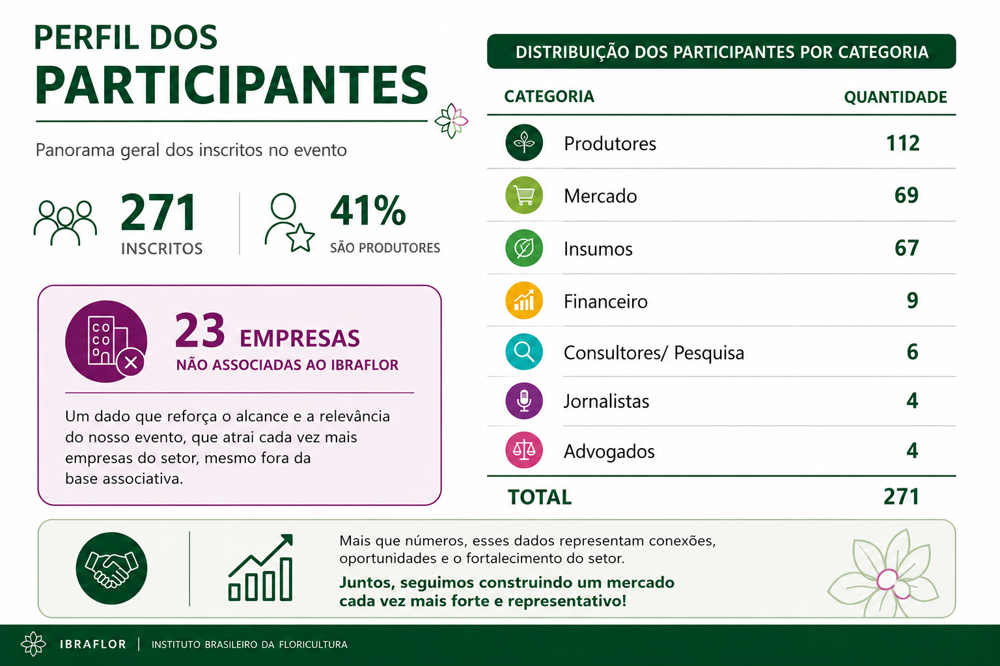 PERFIL DOS
PARTICIPANTES
Panorama geral dos inscritos no evento
271
INSCRITOS
41%
SÃO PRODUTORES
23 EMPRESAS
NÃO ASSOCIADAS AO IBRAFLOR
Um dado que reforça o alcance e a relevância
do nosso evento, que atrai cada vez mais
empresas do setor, mesmo fora da
base associativa.
DISTRIBUIÇÃO DOS PARTICIPANTES POR CATEGORIA
CATEGORIA QUANTIDADE
Produtores 112
Mercado 69
Insumos 67
Financeiro 9
Consultores/ Pesquisa 6
Jornalistas 4
Advogados 4
TOTAL 271
Mais que números, esses dados representam conexões,
oportunidades e o fortalecimento do setor.
Juntos, seguimos construindo um mercado
cada vez mais forte e representativo!
IBRAFLOR | INSTITUTO BRASILEIRO DA FLORICULTURA